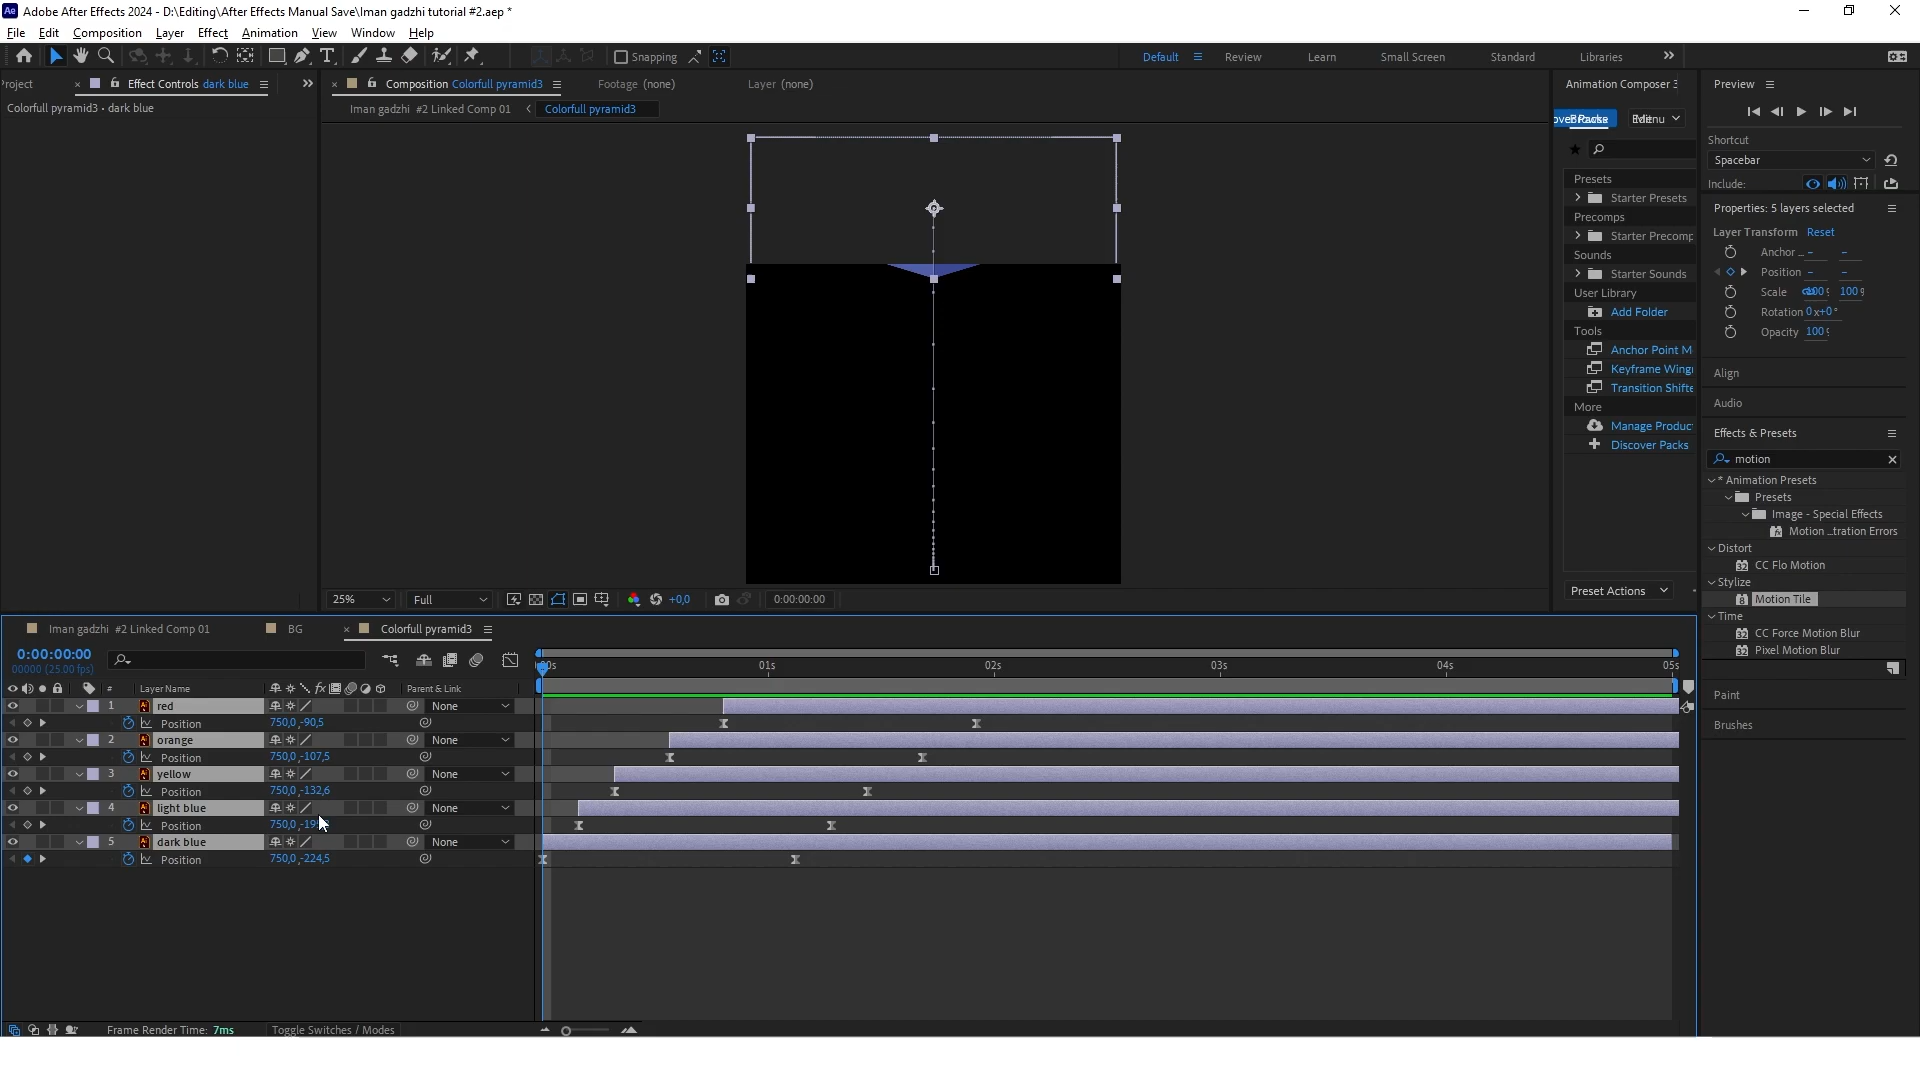 Adobe After Effects 2024 - D:\Editing\After Effects Manual Save\Iman gadzhi tutorial #2.aep *
File Edit Composition Layer Effect Animation View Window Help
Snapping
Default Review Learn Small Screen Standard Libraries
roject Effect Controls dark blue
Colorfull pyramid3 • dark blue
Composition Colorfull pyramid3 Footage (none) Layer (none)
Iman gadzhi #2 Linked Comp 01 Colorfull pyramid3
25% Full +0,0 0:00:00:00
Animation Composer 3
Presets
Starter Presets
Precomps
Starter Precomp
Sounds
Starter Sounds
User Library
Add Folder
Tools
Anchor Point M
Keyframe Wing
Transition Shifte
More
Manage Produc
Discover Packs
Preset Actions
Preview
Shortcut
Spacebar
Include:
Properties: 5 layers selected
Layer Transform Reset
Anchor ... - -
Position - -
Scale 100
Rotation 0x+0°
Opacity 100
Align
Audio
Effects & Presets
motion
* Animation Presets
Presets
Image - Special Effects
Motion ...tration Errors
Distort
CC Flo Motion
Stylize
Motion Tile
Time
CC Force Motion Blur
Pixel Motion Blur
Paint
Brushes
Iman gadzhi #2 Linked Comp 01 BG Colorfull pyramid3
0:00:00:00
00000 (25.00 fps)
01s 02s 03s 04s 05s
# Layer Name Parent & Link
1 red None
Position 750,0,-90,5
2 orange None
Position 750,0,-107,5
3 yellow None
Position 750,0,-132,6
4 light blue None
Position
5 dark blue None
Position 750,0,-224,5
Frame Render Time: 7ms Toggle Switches / Modes